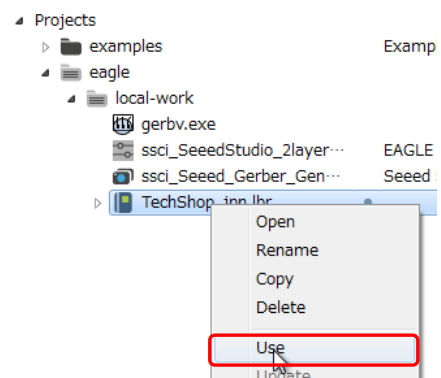 Projects
examples
Examp
eagle
local-work
gerbv.exe
ssci_SeeedStudio_2layer…
EAGLE
ssci_Seeed_Gerber_Gen…
Seeed
TechShop_jpn.lbr
Open
Rename
Copy
Delete
Use
Update